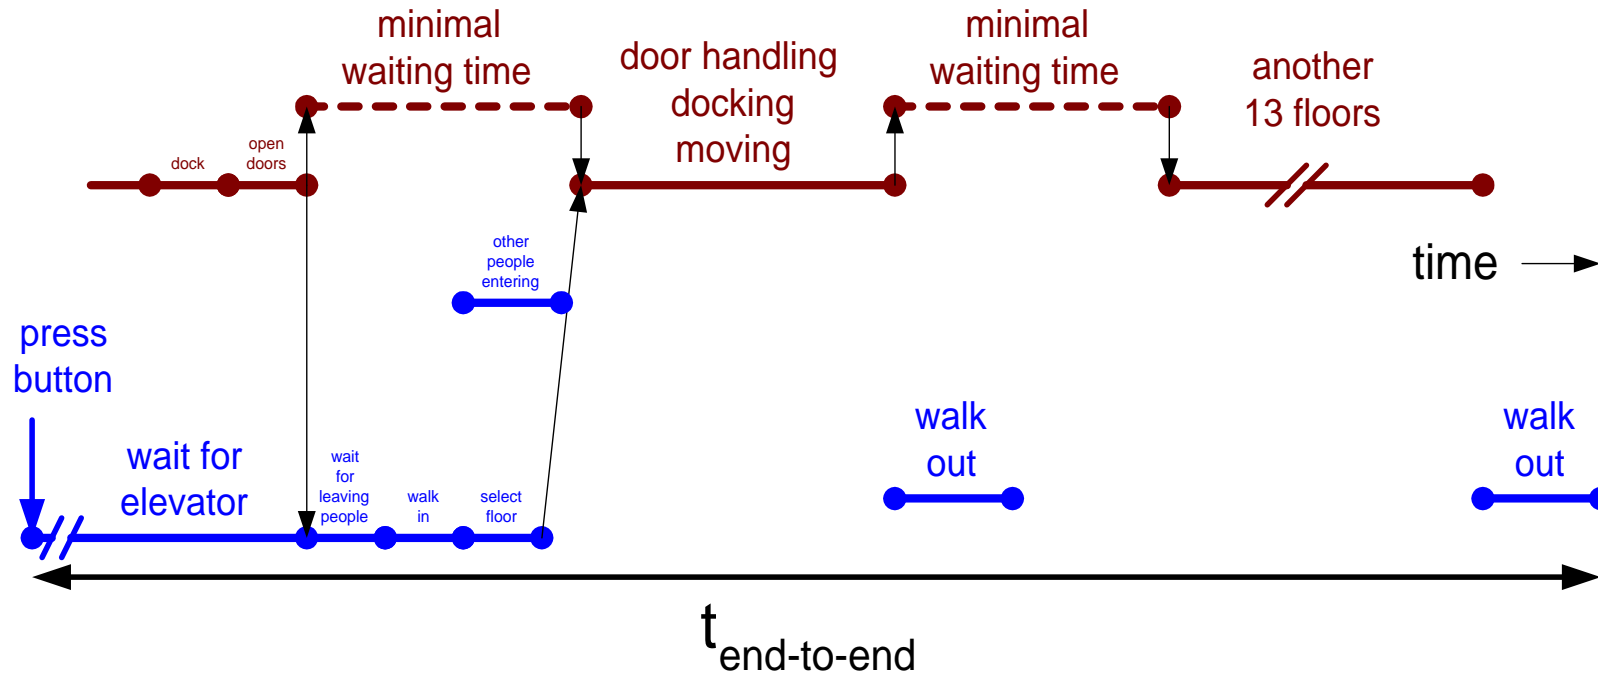 minimal
waiting time
door handling
docking
moving
minimal
waiting time
another
13 floors
dock
open
doors
other
people
entering
time
press
button
wait for
elevator
wait
for
leaving
people
walk
in
select
floor
walk
out
walk
out
t end-to-end